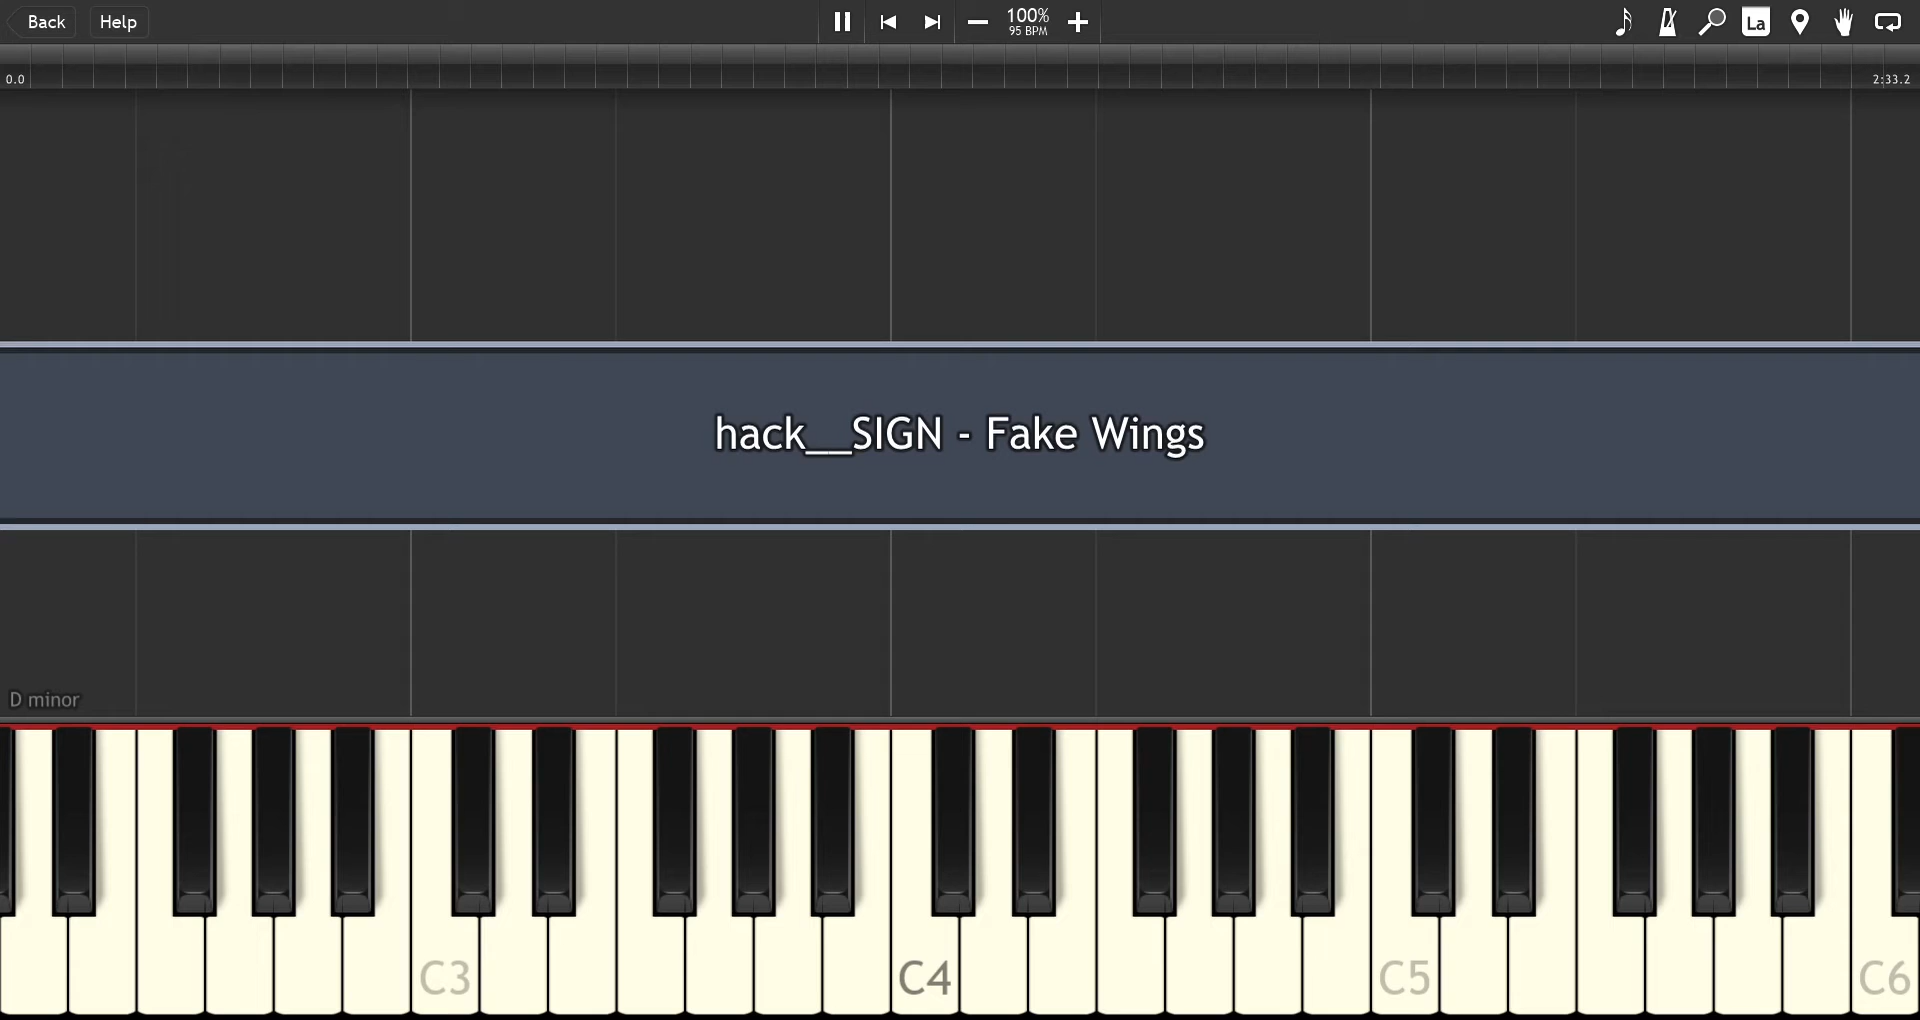 Back Help 100%
95 BPM La
0.0 2:33.2
hack__SIGN - Fake Wings
D minor
C3 C4 C5 C6